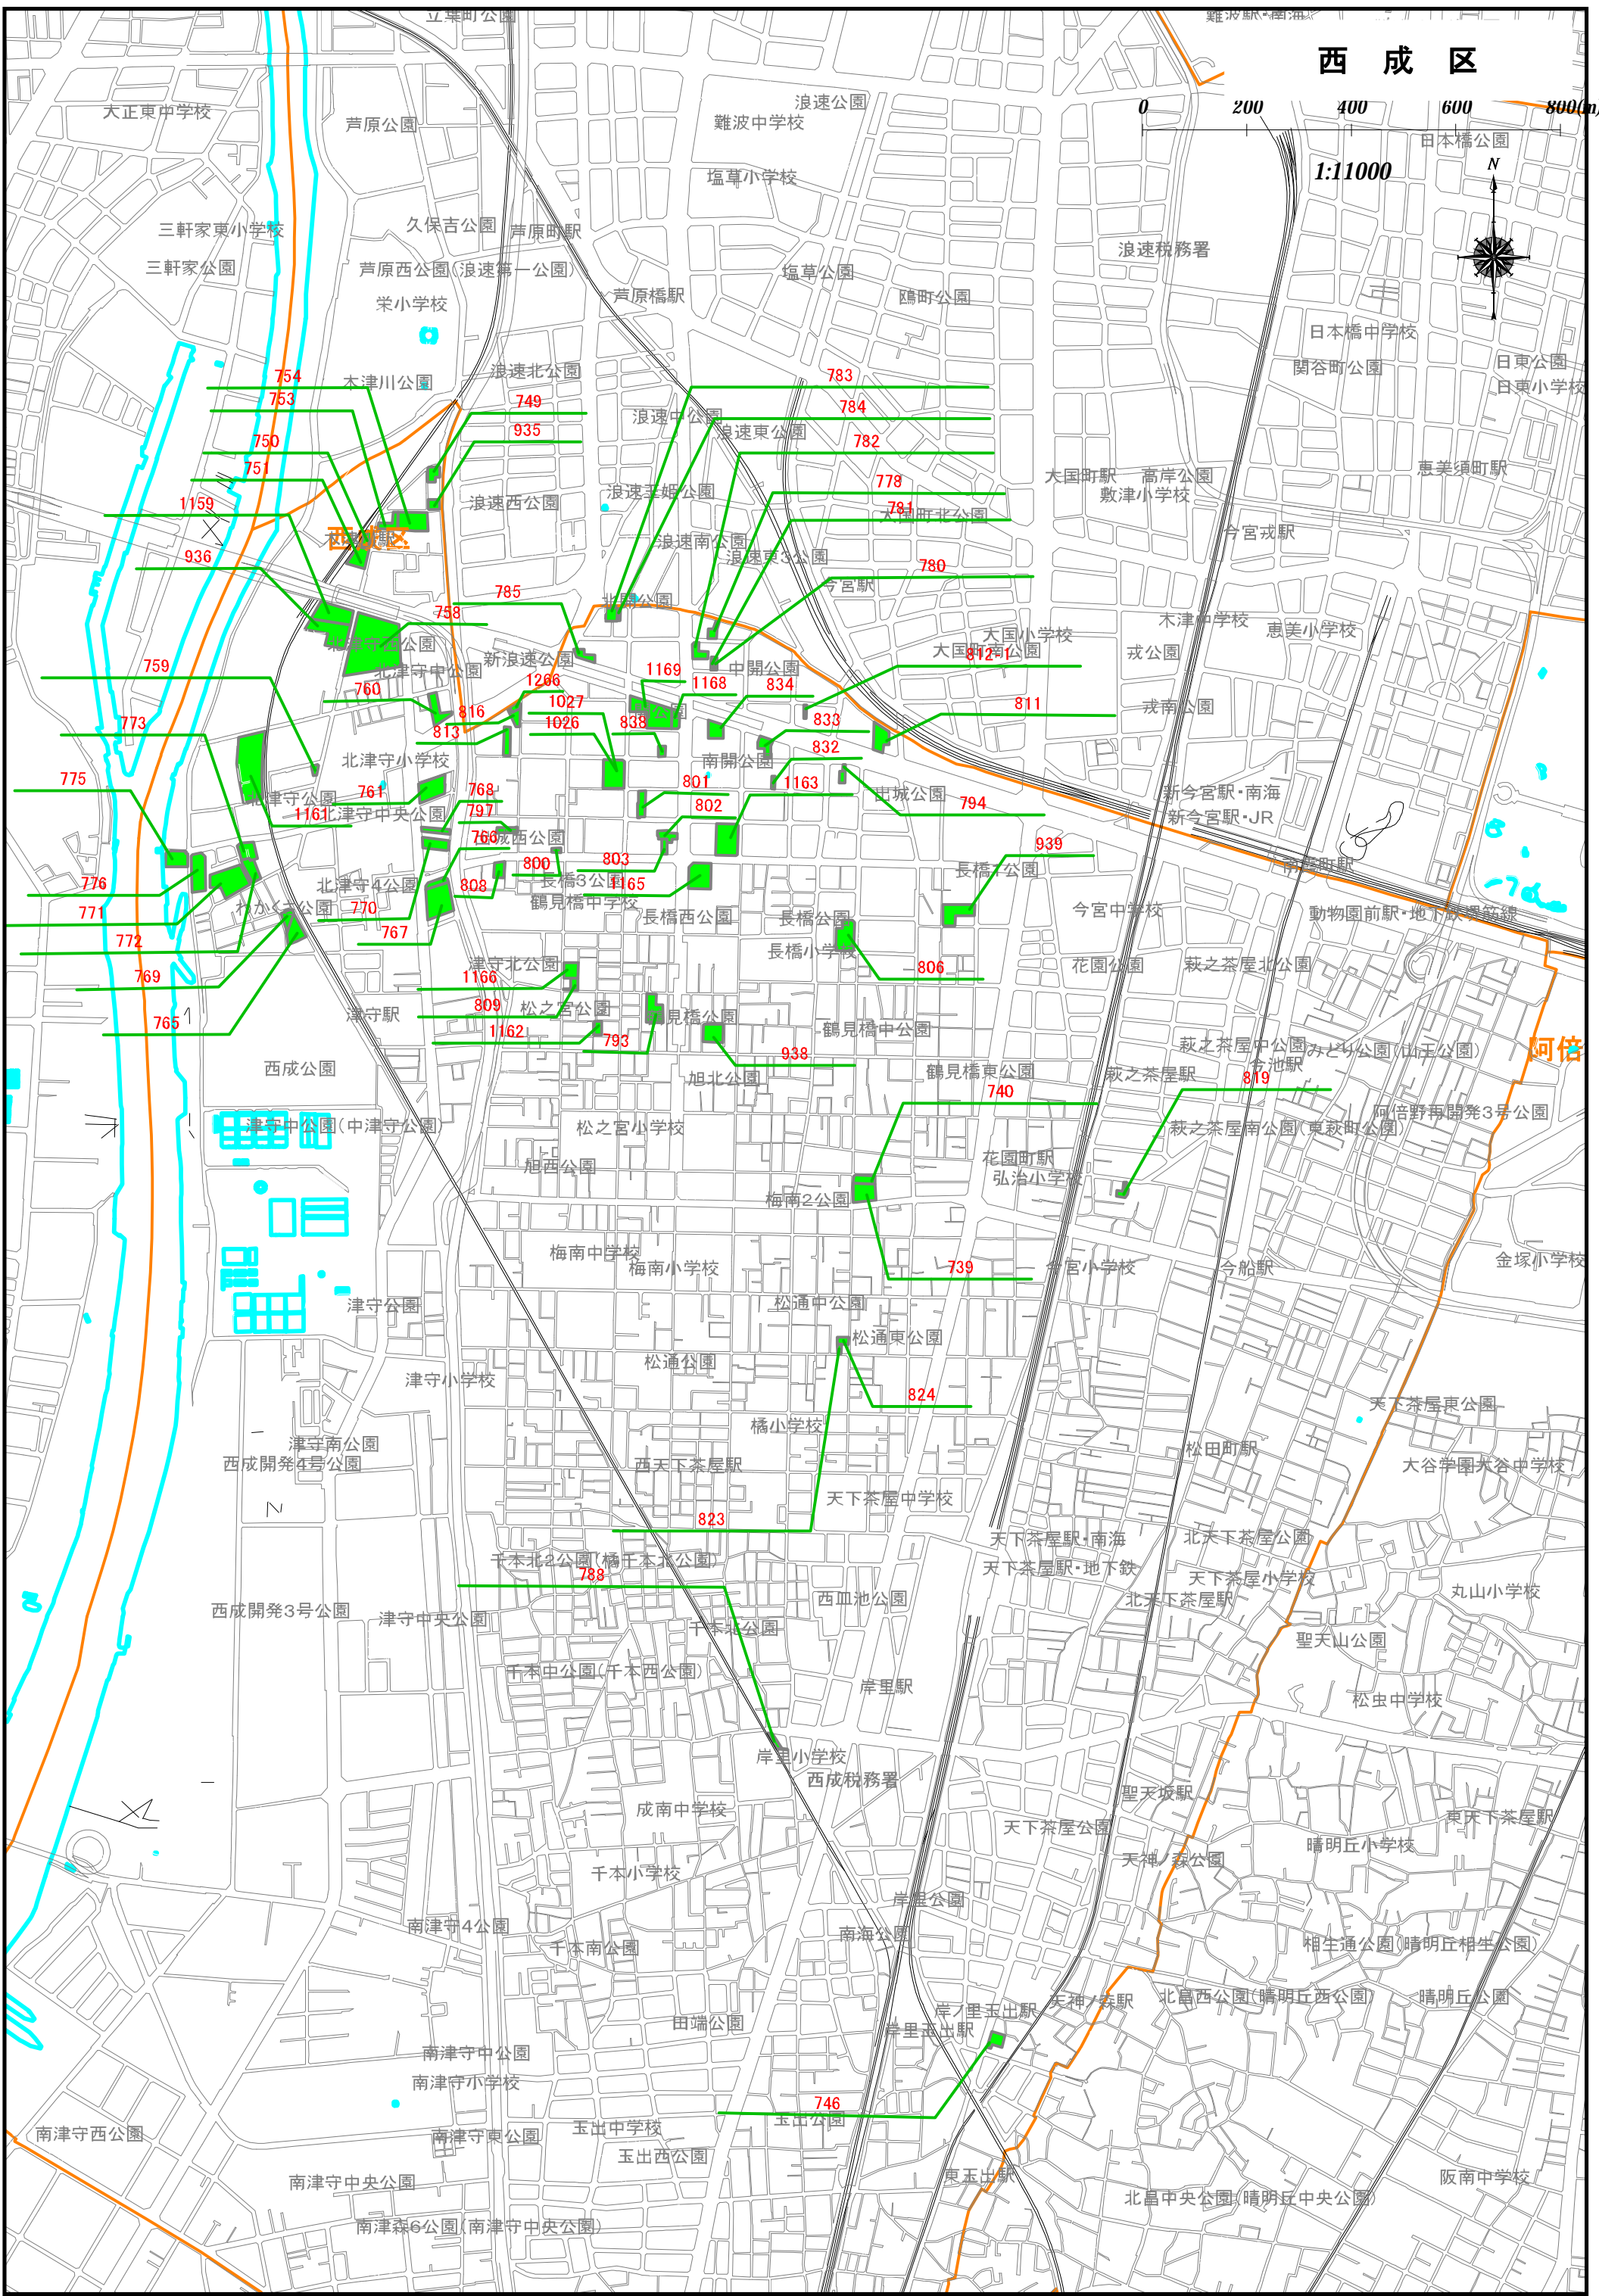 立葉町公園
難波駅・南海
西 成 区
0 200 400 600 800(m)
1:11000
N
大正東中学校
芦原公園
浪速公園
難波中学校
日本橋公園
塩草小学校
三軒家東小学校
久保吉公園
芦原町駅
浪速税務署
三軒家公園
芦原西公園(浪速第一公園)
塩草公園
芦原橋駅
鴎町公園
栄小学校
日本橋中学校
関谷町公園
日東公園
日東小学校
浪速北公園
木津川公園
754
753
749
935
783
784
782
浪速中公園
浪速東公園
750
751
778
781
780
大国町駅
高岸公園
敷津小学校
恵美須町駅
浪速西公園
浪速玉姫公園
大国町北公園
1159
西成区
浪速南公園
浪速東3公園
今宮戎駅
936
今宮駅
785
758
北開公園
木津中学校
恵美小学校
大国小学校
大国町南公園
戎公園
北津守西公園
北津守中公園
新浪速公園
中開公園
812-1
759
760
1266
1169
1168
834
816
1027
戎南公園
811
773
813
1026
838
833
832
北津守小学校
南開公園
775
761
768
801
1163
出城公園
新今宮駅・南海
新今宮駅・JR
北津守公園
1161
北津守中央公園
797
802
794
766
出城西公園
939
776
800
803
長橋1公園
南霞町駅
北津守4公園
808
長橋3公園
1165
鶴見橋中学校
771
わかくさ公園
770
長橋西公園
長橋公園
今宮中学校
動物園前駅・地下鉄堺筋線
772
767
長橋小学校
769
津守北公園
1166
806
花園公園
萩之茶屋北公園
765
津守駅
809
松之宮公園
鶴見橋公園
鶴見橋中公園
1162
793
938
萩之茶屋中公園
みどり公園(山王公園)
今池駅
阿倍
西成公園
旭北公園
鶴見橋東公園
萩之茶屋駅
819
740
阿倍野再開発3号公園
津守中公園(中津守公園)
松之宮小学校
萩之茶屋南公園(東萩町公園)
旭西公園
花園町駅
弘治小学校
梅南2公園
梅南中学校
梅南小学校
739
今宮小学校
今船駅
金塚小学校
津守公園
松通中公園
松通東公園
松通公園
津守小学校
824
天下茶屋東公園
橘小学校
津守南公園
西成開発4号公園
西天下茶屋駅
松田町駅
大谷学園大谷中学校
天下茶屋中学校
823
天下茶屋駅・南海
北天下茶屋公園
千本北2公園(橘千本北公園)
天下茶屋駅・地下鉄
788
天下茶屋小学校
西皿池公園
北天下茶屋駅
丸山小学校
西成開発3号公園
津守中央公園
千本北公園
聖天山公園
千本中公園(千本西公園)
岸里駅
松虫中学校
岸里小学校
西成税務署
聖天坂駅
成南中学校
天下茶屋公園
東天下茶屋駅
晴明丘小学校
天神ノ森公園
千本小学校
岸里公園
南津守4公園
南海公園
千本南公園
相生通公園(晴明丘相生公園)
天神ノ森駅
北畠西公園(晴明丘西公園)
晴明丘公園
岸ノ里玉出駅
岸里玉出駅
田端公園
南津守中公園
南津守小学校
746
玉出公園
南津守西公園
玉出中学校
南津守東公園
玉出西公園
南津守中央公園
東玉出駅
阪南中学校
北畠中央公園(晴明丘中央公園)
南津森6公園(南津守中央公園)